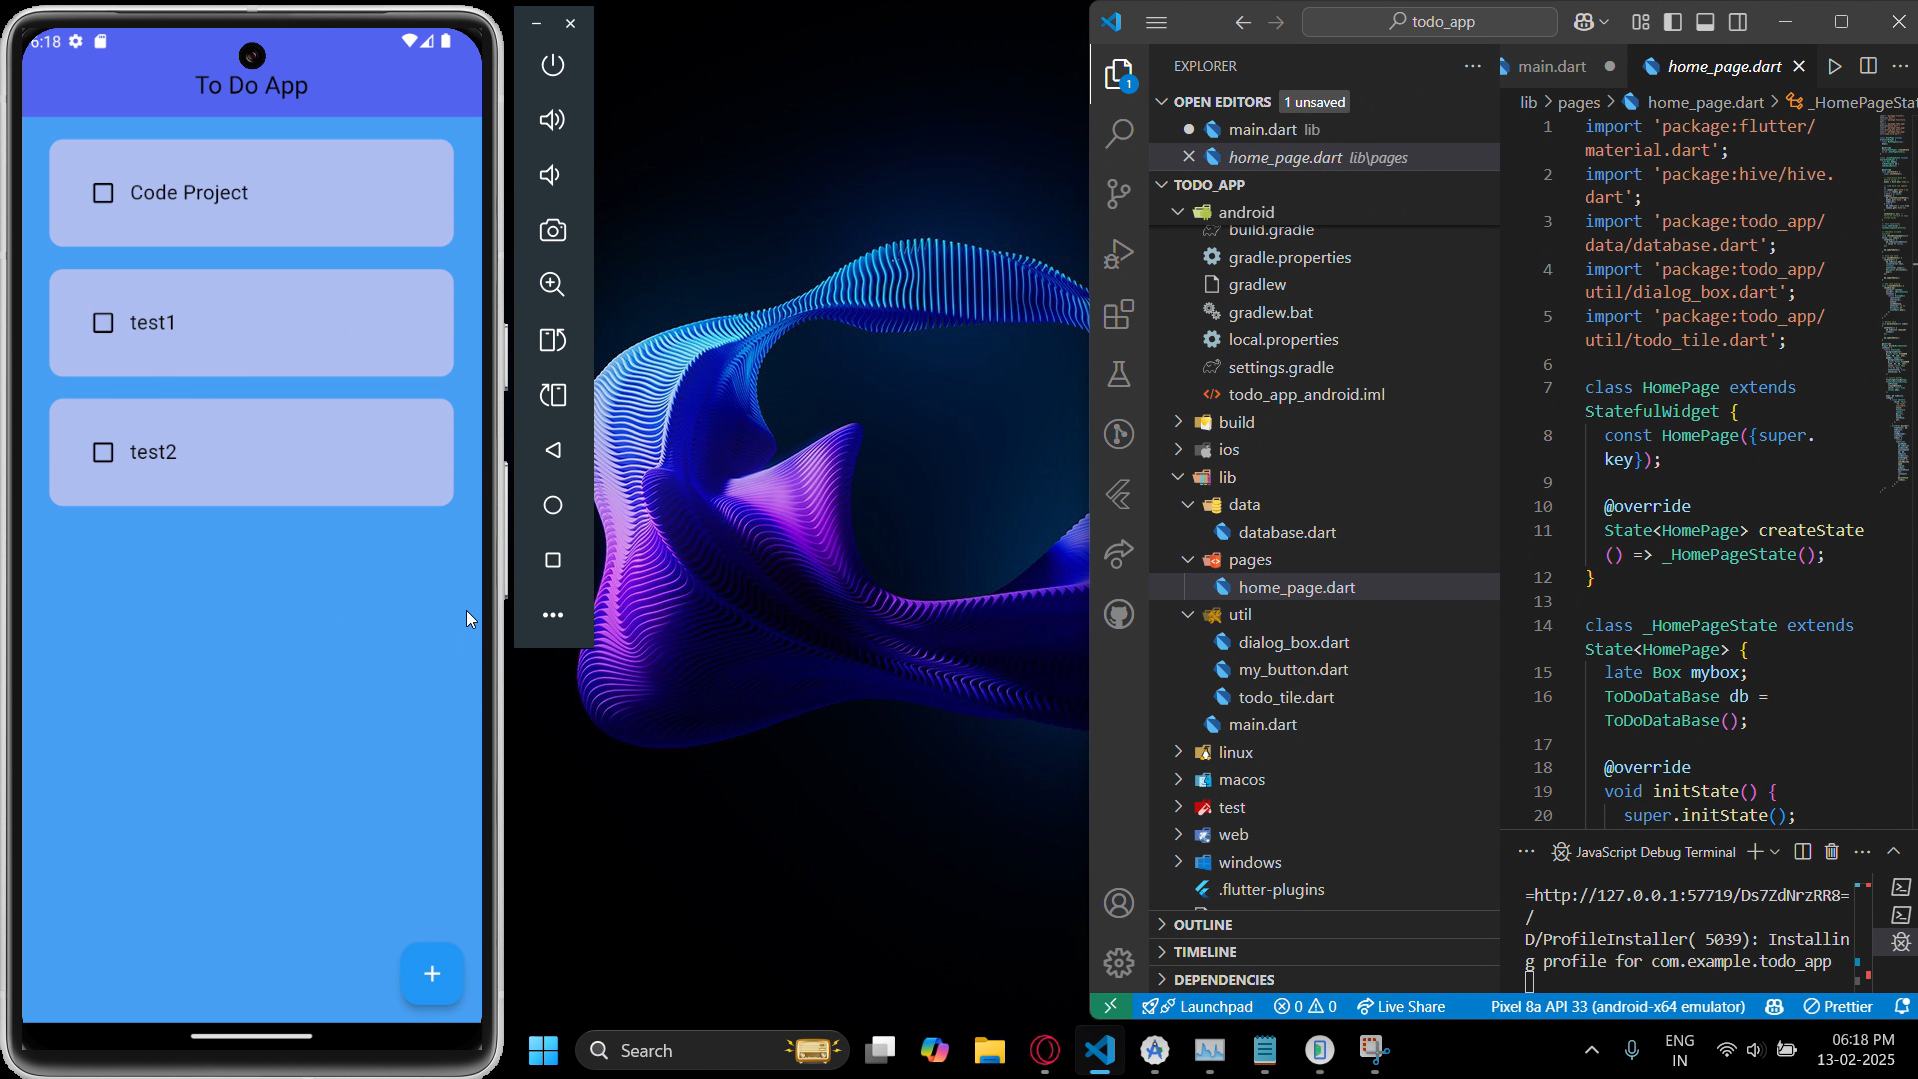 6:18
To Do App
Code Project
test1
test2
todo_app
EXPLORER
OPEN EDITORS 1 unsaved
main.dart lib
home_page.dart lib\pages
TODO_APP
android
build.gradle
gradle.properties
gradlew
gradlew.bat
local.properties
settings.gradle
todo_app_android.iml
build
ios
lib
data
database.dart
pages
home_page.dart
util
dialog_box.dart
my_button.dart
todo_tile.dart
main.dart
linux
macos
test
web
windows
.flutter-plugins
OUTLINE
TIMELINE
DEPENDENCIES
1
main.dart
home_page.dart
lib > pages > home_page.dart > _HomePageStat
1 import 'package:flutter/
material.dart';
2 import 'package:hive/hive.
dart';
3 import 'package:todo_app/
data/database.dart';
4 import 'package:todo_app/
util/dialog_box.dart';
5 import 'package:todo_app/
util/todo_tile.dart';
6
7 class HomePage extends
StatefulWidget {
8 const HomePage({super.
key});
9
10 @override
11 State<HomePage> createState
() => _HomePageState();
12 }
13
14 class _HomePageState extends
State<HomePage> {
15 late Box mybox;
16 ToDoDataBase db =
ToDoDataBase();
17
18 @override
19 void initState() {
20 super.initState();
JavaScript Debug Terminal
=http://127.0.0.1:57719/Ds7ZdNrzRR8=
/
D/ProfileInstaller( 5039): Installin
g profile for com.example.todo_app
Launchpad 0 0 Live Share Pixel 8a API 33 (android-x64 emulator) Prettier
Search
ENG
IN
06:18 PM
13-02-2025